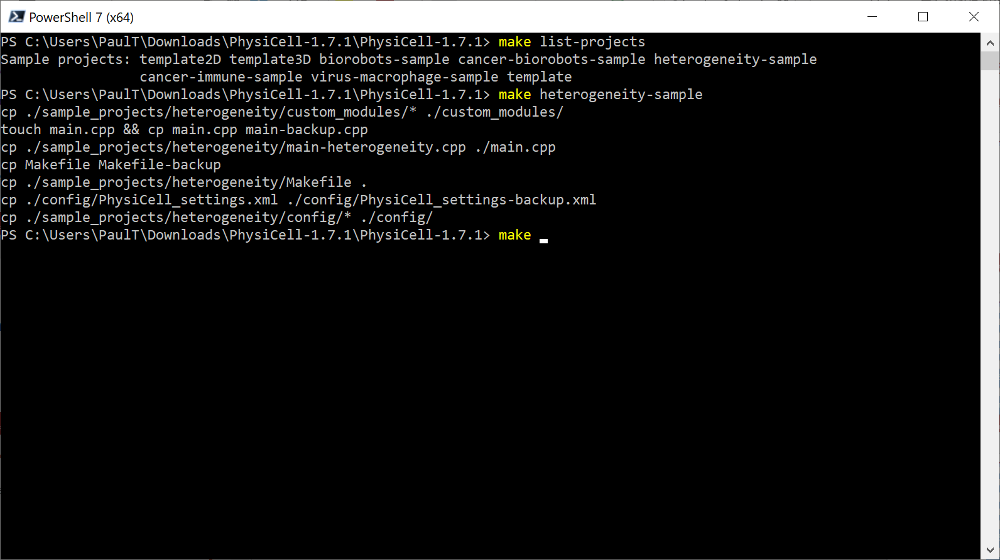 PowerShell 7 (x64)
PS C:\Users\PaulT\Downloads\PhysiCell-1.7.1\PhysiCell-1.7.1> make list-projects
Sample projects: template2D template3D biorobots-sample cancer-biorobots-sample heterogeneity-sample
cancer-immune-sample virus-macrophage-sample template
PS C:\Users\PaulT\Downloads\PhysiCell-1.7.1\PhysiCell-1.7.1> make heterogeneity-sample
cp ./sample_projects/heterogeneity/custom_modules/* ./custom_modules/
touch main.cpp && cp main.cpp main-backup.cpp
cp ./sample_projects/heterogeneity/main-heterogeneity.cpp ./main.cpp
cp Makefile Makefile-backup
cp ./sample_projects/heterogeneity/Makefile .
cp ./config/PhysiCell_settings.xml ./config/PhysiCell_settings-backup.xml
cp ./sample_projects/heterogeneity/config/* ./config/
PS C:\Users\PaulT\Downloads\PhysiCell-1.7.1\PhysiCell-1.7.1> make